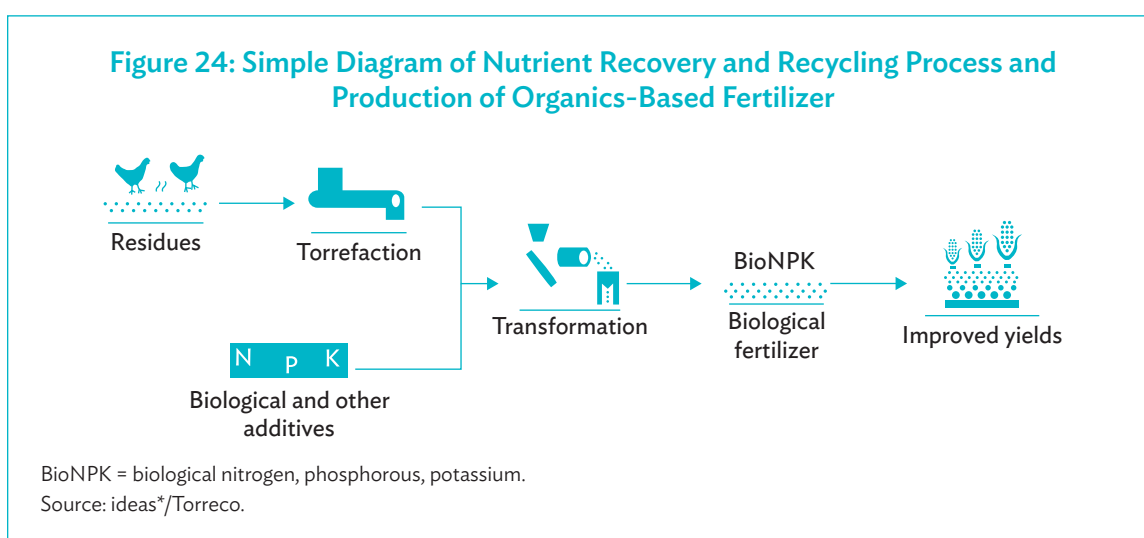 Figure 24: Simple Diagram of Nutrient Recovery and Recycling Process and
Production of Organics-Based Fertilizer
Residues
Torrefaction
N P K
Biological and other
additives
Transformation
BioNPK
Biological
fertilizer
Improved yields
BioNPK = biological nitrogen, phosphorous, potassium.
Source: ideas*/Torreco.